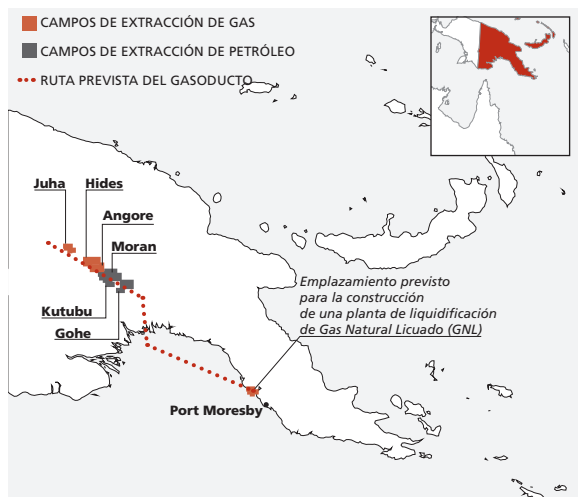 CAMPOS DE EXTRACCIÓN DE GAS
CAMPOS DE EXTRACCIÓN DE PETRÓLEO
RUTA PREVISTA DEL GASODUCTO
Juha
Hides
Angore
Moran
Kutubu
Gohe
Emplazamiento previsto
para la construcción
de una planta de liquidificación
de Gas Natural Licuado (GNL)
Port Moresby